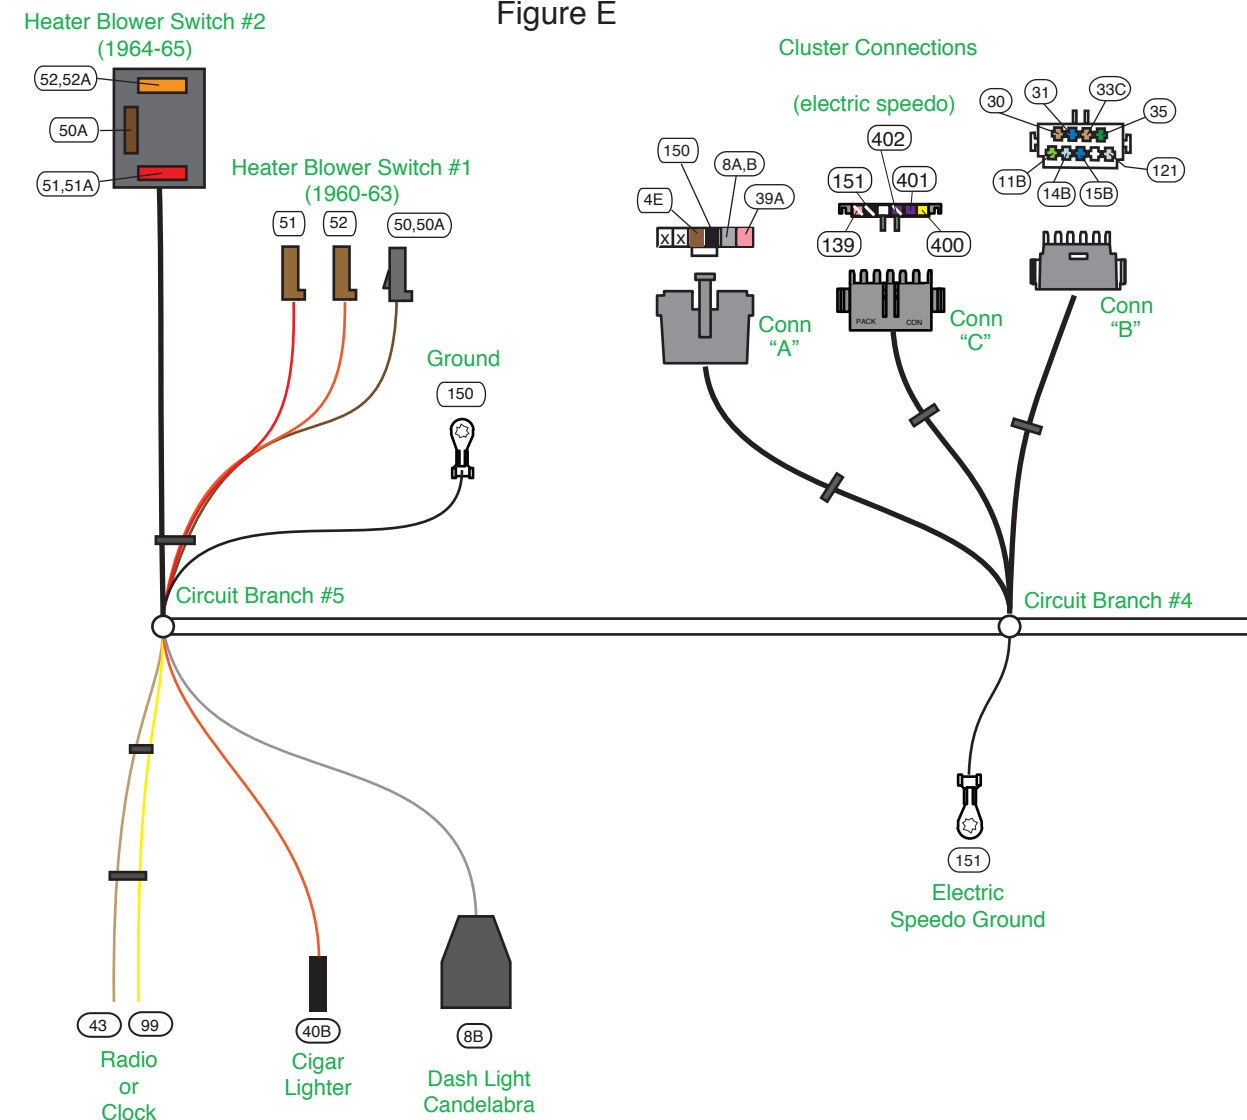 Figure E
Heater Blower Switch #2
(1964-65)
52,52A
50A
51,51A
Heater Blower Switch #1
(1960-63)
51
52
50,50A
Ground
150
Cluster Connections
(electric speedo)
150
8A,B
4E
39A
X X
Conn
“A”
402
151
401
139
400
PACK CON
Conn
“C”
30
31
33C
35
11B
14B
15B
121
Conn
“B”
Circuit Branch #5
Circuit Branch #4
151
Electric
Speedo Ground
43
99
Radio
or
Clock
40B
Cigar
Lighter
8B
Dash Light
Candelabra